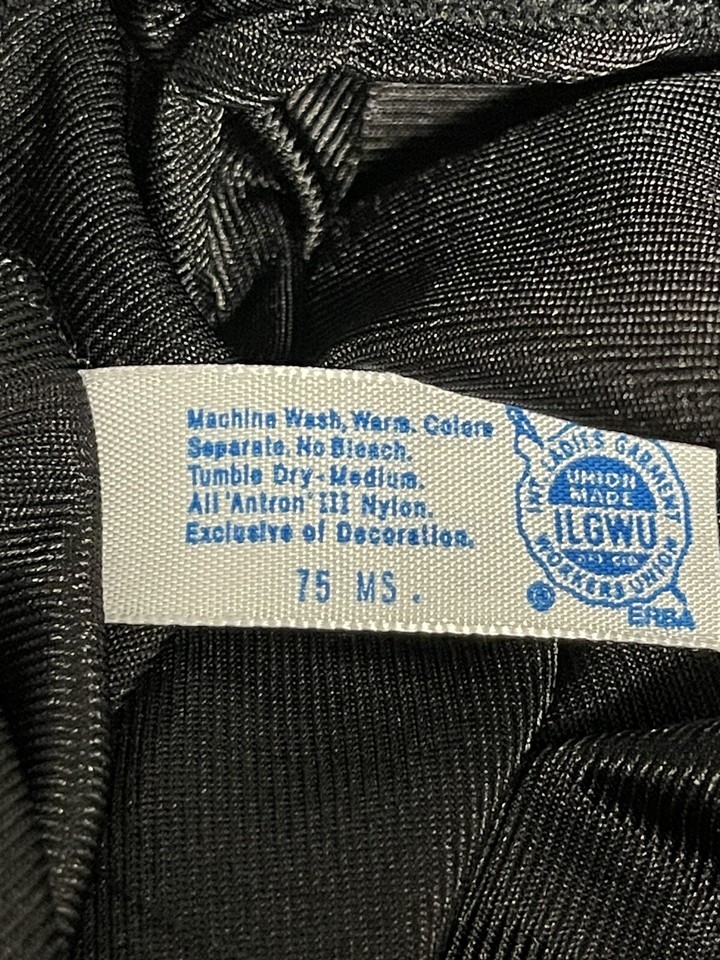 Machine Wash, Warm. Colors
Separate. No Bleach.
Tumble Dry-Medium.
All 'Antron' III Nylon.
Exclusive of Decoration.
75 MS.
INT. LADIES GARMENT
WORKERS UNION
UNION
MADE
ILGWU
®